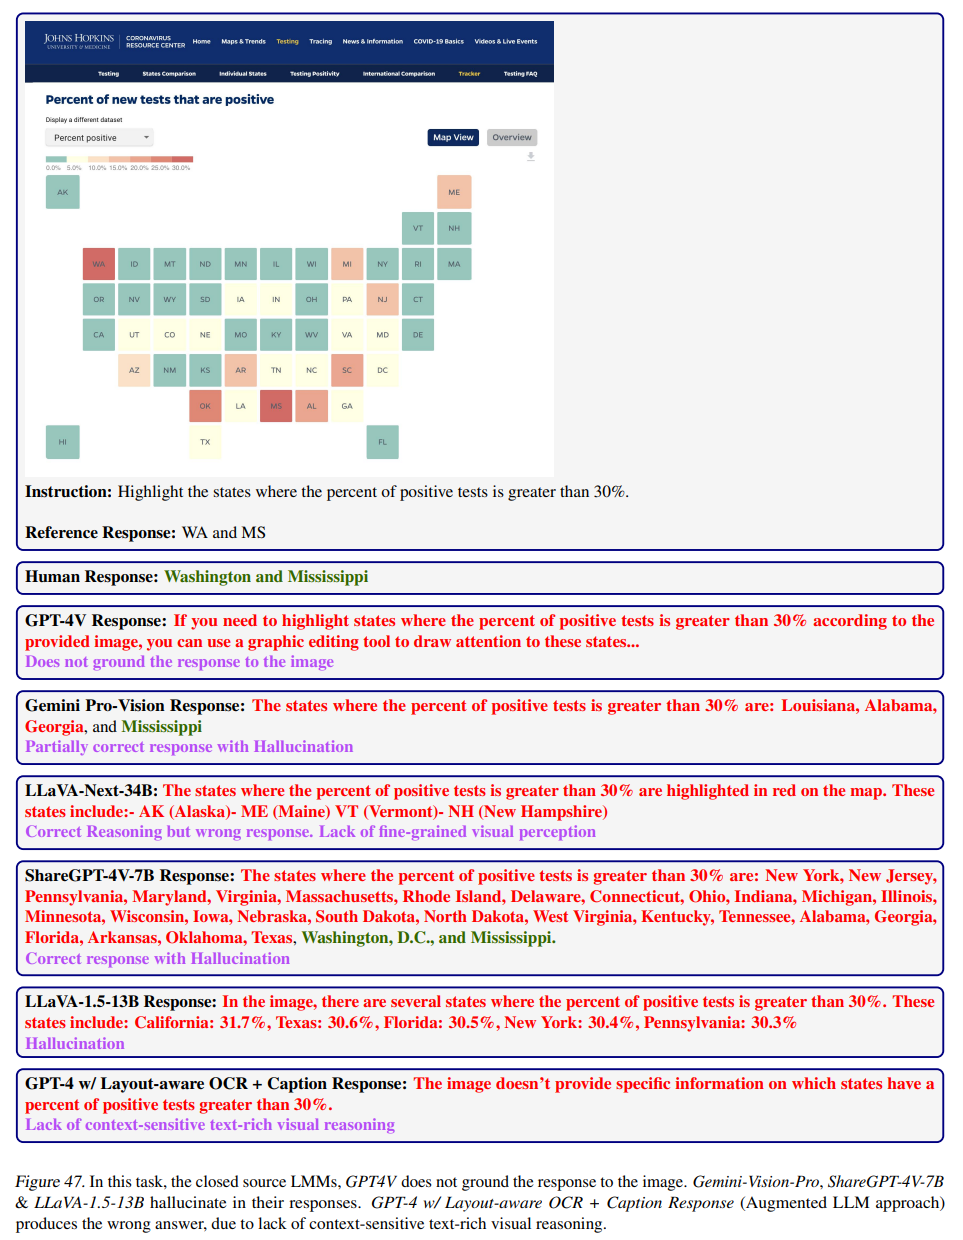 JOHNS HOPKINS
UNIVERSITY & MEDICINE
CORONAVIRUS
RESOURCE CENTER
Home Maps & Trends Testing Tracing News & Information COVID-19 Basics Videos & Live Events
Testing States Comparison Individual States Testing Positivity International Comparison Tracker Testing FAQ
Percent of new tests that are positive
Display a different dataset
Percent positive
Map View Overview
0.0% 5.0% 10.0% 15.0% 20.0% 25.0% 30.0%
AK ME
VT NH
WA ID MT ND MN IL WI MI NY RI MA
OR NV WY SD IA IN OH PA NJ CT
CA UT CO NE MO KY WV VA MD DE
AZ NM KS AR TN NC SC DC
OK LA MS AL GA
HI TX FL
Instruction: Highlight the states where the percent of positive tests is greater than 30%.
Reference Response: WA and MS
Human Response: Washington and Mississippi
GPT-4V Response: If you need to highlight states where the percent of positive tests is greater than 30% according to the
provided image, you can use a graphic editing tool to draw attention to these states...
Does not ground the response to the image
Gemini Pro-Vision Response: The states where the percent of positive tests is greater than 30% are: Louisiana, Alabama,
Georgia, and Mississippi
Partially correct response with Hallucination
LLaVA-Next-34B: The states where the percent of positive tests is greater than 30% are highlighted in red on the map. These
states include:- AK (Alaska)- ME (Maine) VT (Vermont)- NH (New Hampshire)
Correct Reasoning but wrong response. Lack of fine-grained visual perception
ShareGPT-4V-7B Response: The states where the percent of positive tests is greater than 30% are: New York, New Jersey,
Pennsylvania, Maryland, Virginia, Massachusetts, Rhode Island, Delaware, Connecticut, Ohio, Indiana, Michigan, Illinois,
Minnesota, Wisconsin, Iowa, Nebraska, South Dakota, North Dakota, West Virginia, Kentucky, Tennessee, Alabama, Georgia,
Florida, Arkansas, Oklahoma, Texas, Washington, D.C., and Mississippi.
Correct response with Hallucination
LLaVA-1.5-13B Response: In the image, there are several states where the percent of positive tests is greater than 30%. These
states include: California: 31.7%, Texas: 30.6%, Florida: 30.5%, New York: 30.4%, Pennsylvania: 30.3%
Hallucination
GPT-4 w/ Layout-aware OCR + Caption Response: The image doesn't provide specific information on which states have a
percent of positive tests greater than 30%.
Lack of context-sensitive text-rich visual reasoning
Figure 47. In this task, the closed source LMMs, GPT4V does not ground the response to the image. Gemini-Vision-Pro, ShareGPT-4V-7B
& LLaVA-1.5-13B hallucinate in their responses. GPT-4 w/ Layout-aware OCR + Caption Response (Augmented LLM approach)
produces the wrong answer, due to lack of context-sensitive text-rich visual reasoning.